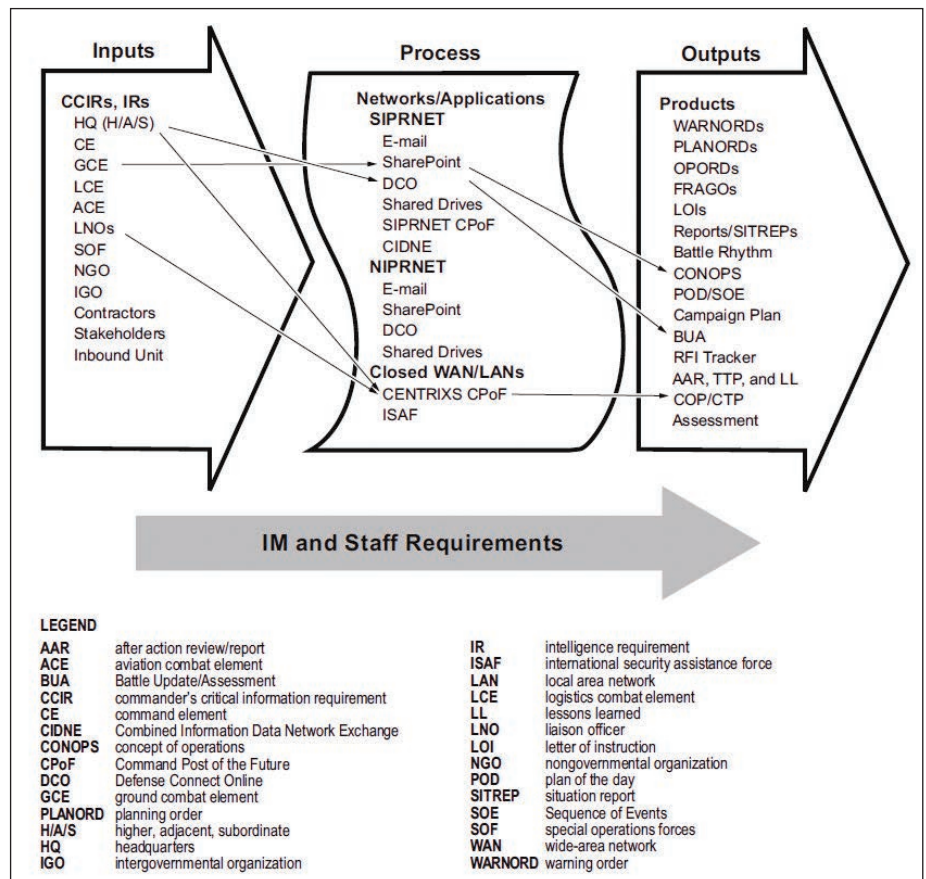 Inputs
CCIRs, IRs
HQ (H/A/S)
CE
GCE
LCE
ACE
LNOs
SOF
NGO
IGO
Contractors
Stakeholders
Inbound Unit
Process
Networks/Applications
SIPRNET
E-mail
SharePoint
DCO
Shared Drives
SIPRNET CPoF
CIDNE
NIPRNET
E-mail
SharePoint
DCO
Shared Drives
Closed WAN/LANs
CENTRIXS CPoF
ISAF
Outputs
Products
WARNORDs
PLANORDs
OPORDs
FRAGOs
LOIs
Reports/SITREPs
Battle Rhythm
CONOPS
POD/SOE
Campaign Plan
BUA
RFI Tracker
AAR, TTP, and LL
COP/CTP
Assessment
IM and Staff Requirements
LEGEND
AAR after action review/report
ACE aviation combat element
BUA Battle Update/Assessment
CCIR commander's critical information requirement
CE command element
CIDNE Combined Information Data Network Exchange
CONOPS concept of operations
CPoF Command Post of the Future
DCO Defense Connect Online
GCE ground combat element
PLANORD planning order
H/A/S higher, adjacent, subordinate
HQ headquarters
IGO intergovernmental organization
IR intelligence requirement
ISAF international security assistance force
LAN local area network
LCE logistics combat element
LL lessons learned
LNO liaison officer
LOI letter of instruction
NGO nongovernmental organization
POD plan of the day
SITREP situation report
SOE Sequence of Events
SOF special operations forces
WAN wide-area network
WARNORD warning order